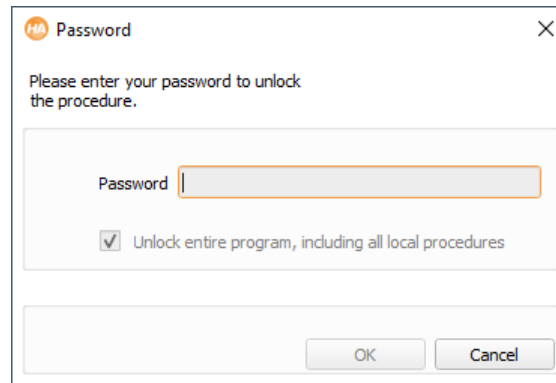 HA Password
Please enter your password to unlock
the procedure.
Password
Unlock entire program, including all local procedures
OK Cancel